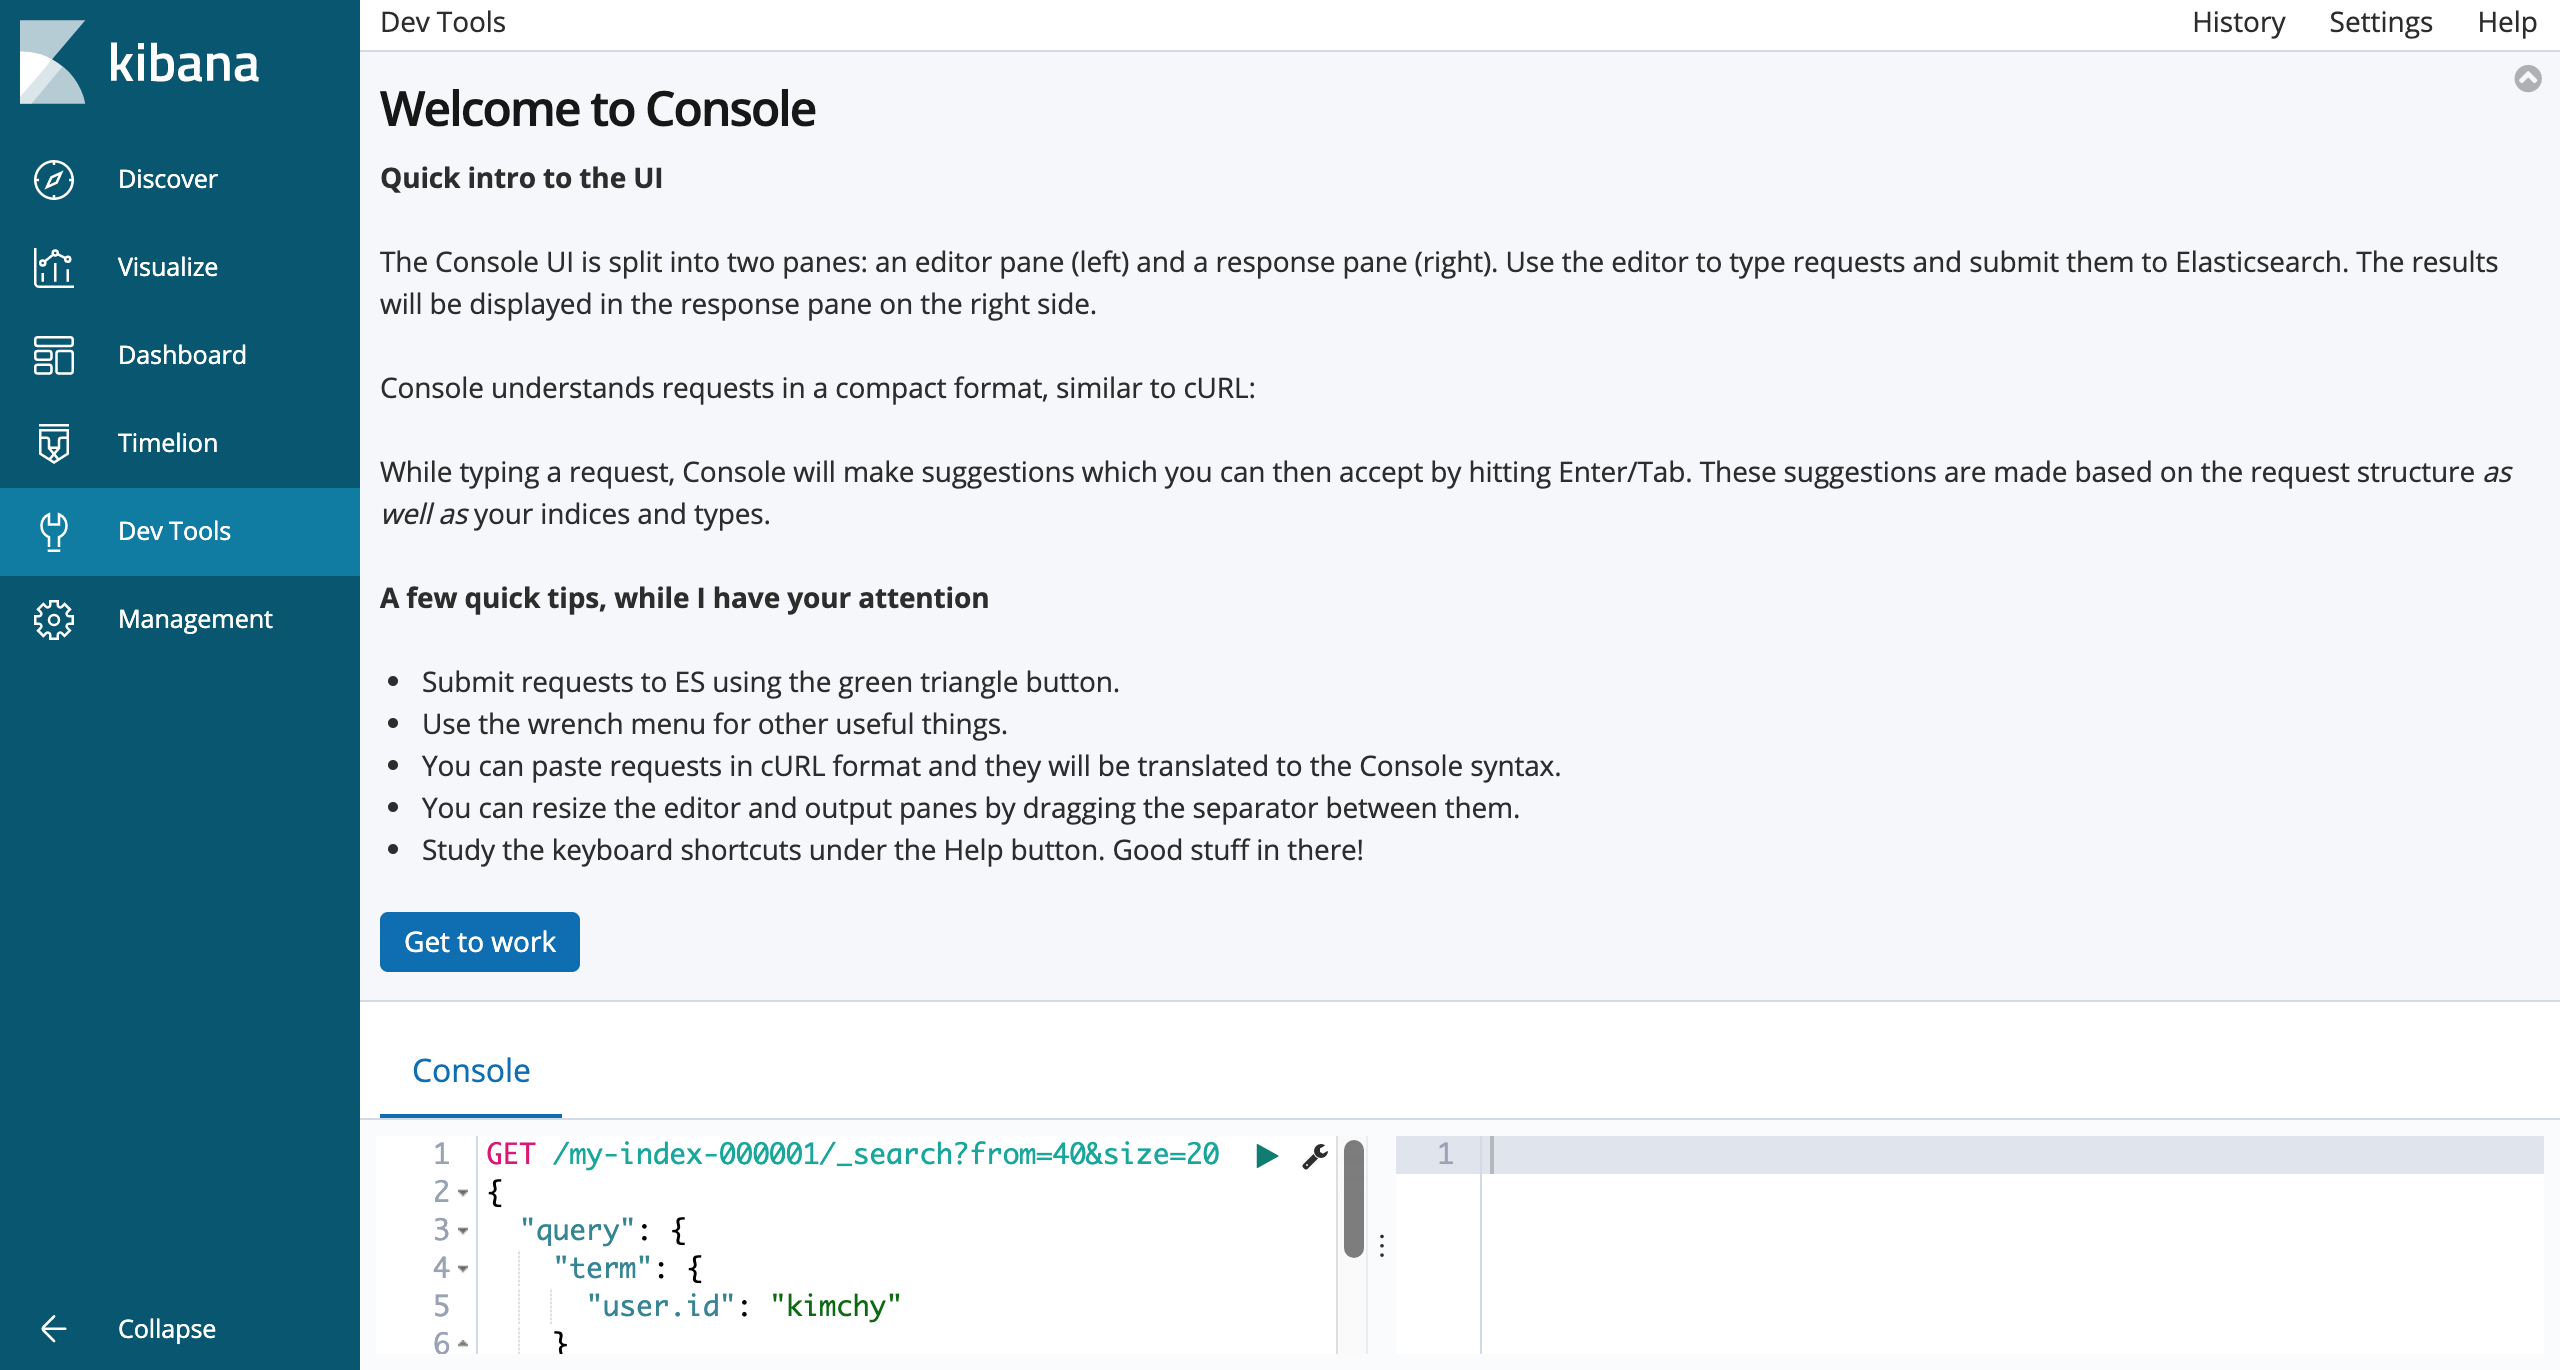 kibana
Discover
Visualize
Dashboard
Timelion
Dev Tools
Management
Collapse
Dev Tools
History Settings Help
Welcome to Console
Quick intro to the UI
The Console UI is split into two panes: an editor pane (left) and a response pane (right). Use the editor to type requests and submit them to Elasticsearch. The results
will be displayed in the response pane on the right side.
Console understands requests in a compact format, similar to cURL:
While typing a request, Console will make suggestions which you can then accept by hitting Enter/Tab. These suggestions are made based on the request structure as
well as your indices and types.
A few quick tips, while I have your attention
Submit requests to ES using the green triangle button.
Use the wrench menu for other useful things.
You can paste requests in cURL format and they will be translated to the Console syntax.
You can resize the editor and output panes by dragging the separator between them.
Study the keyboard shortcuts under the Help button. Good stuff in there!
Get to work
Console
1 GET /my-index-000001/_search?from=40&size=20
2 {
3 "query": {
4 "term": {
5 "user.id": "kimchy"
6 }
1